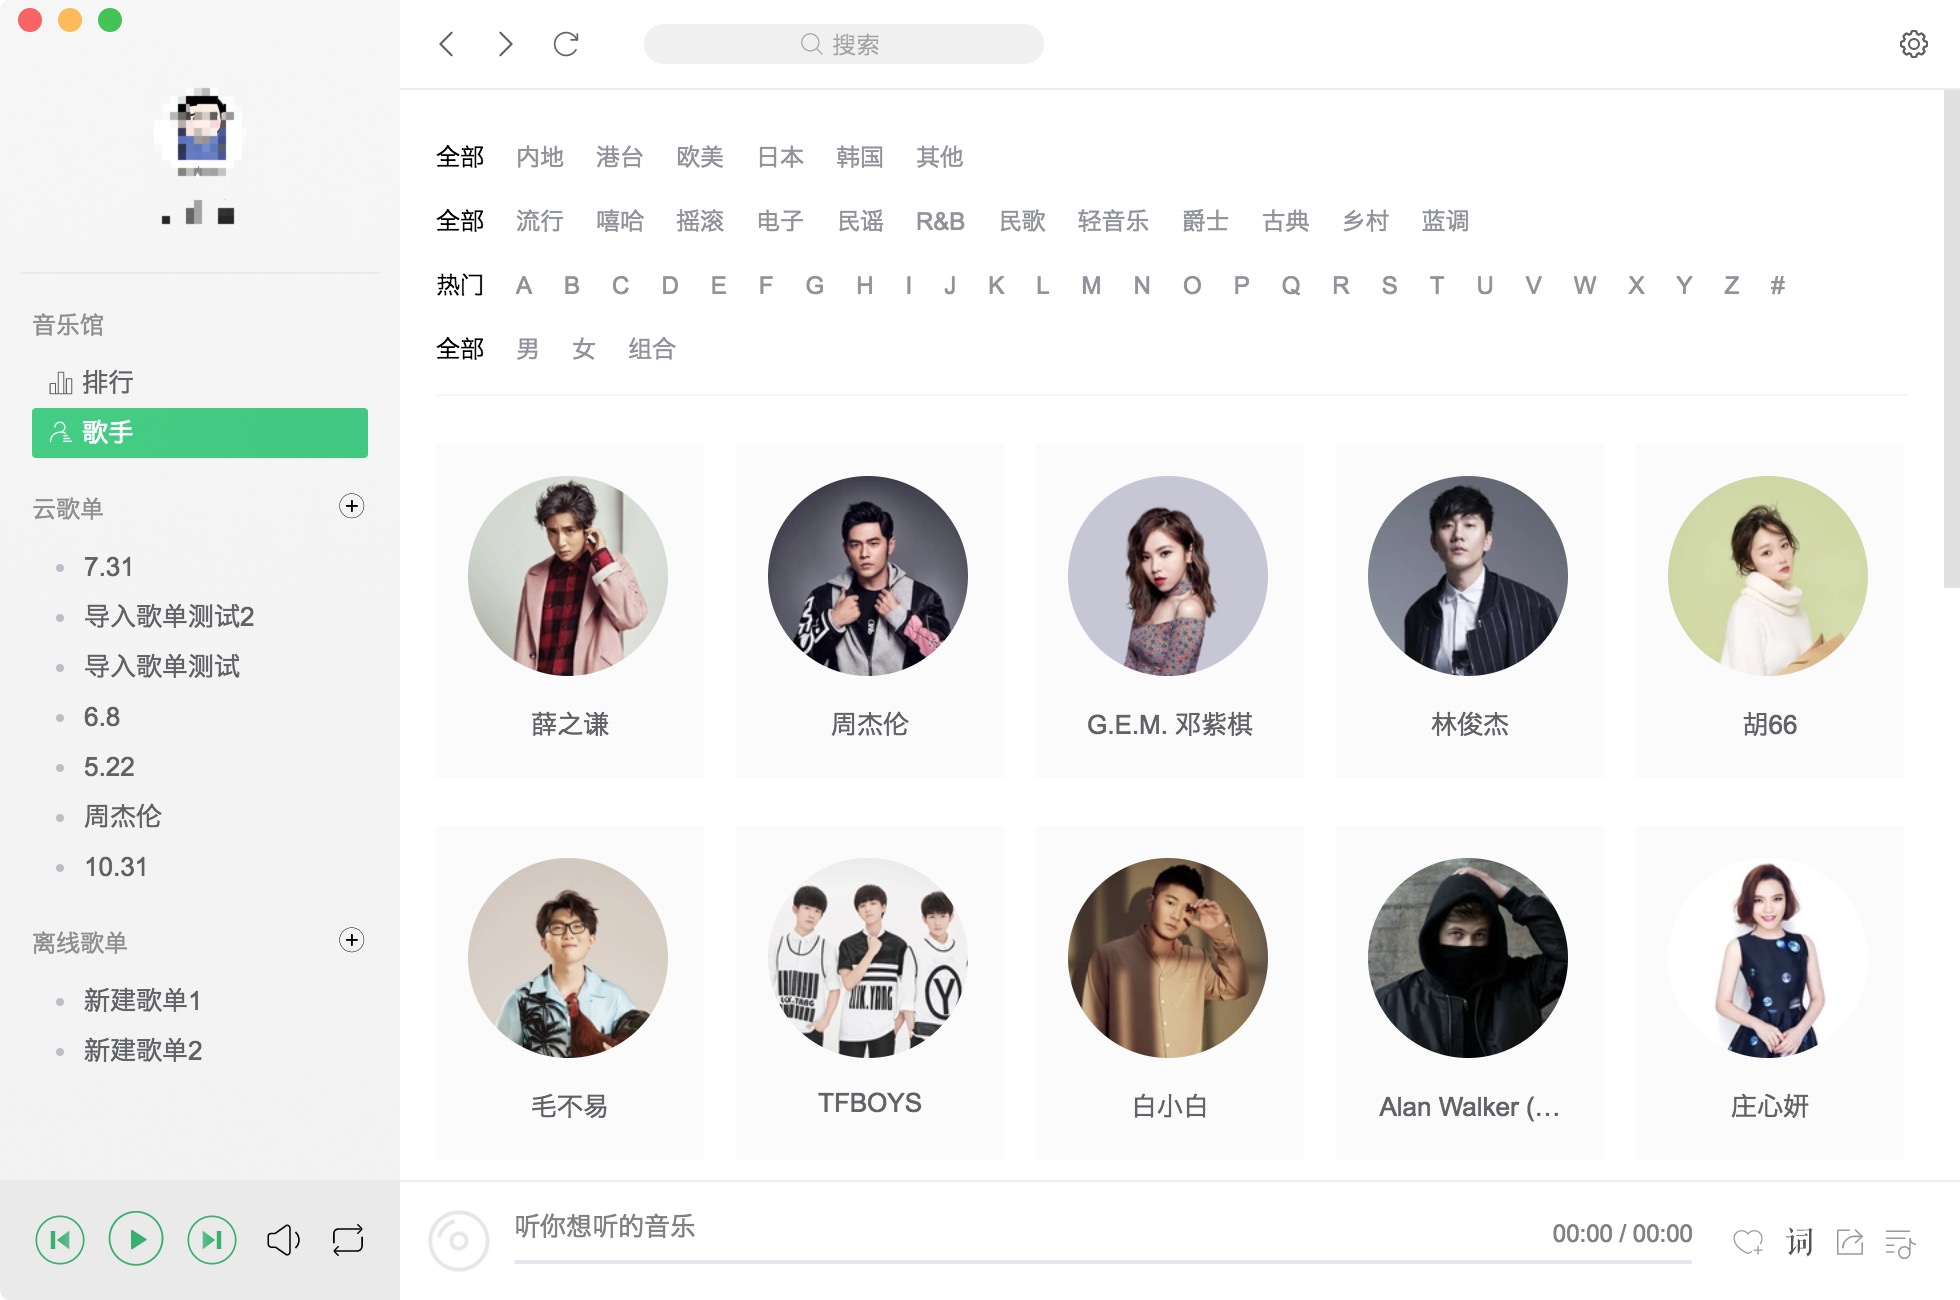 搜索
音乐馆
排行
歌手
云歌单
7.31
导入歌单测试2
导入歌单测试
6.8
5.22
周杰伦
10.31
离线歌单
新建歌单1
新建歌单2
全部 内地 港台 欧美 日本 韩国 其他
全部 流行 嘻哈 摇滚 电子 民谣 R&B 民歌 轻音乐 爵士 古典 乡村 蓝调
热门 A B C D E F G H I J K L M N O P Q R S T U V W X Y Z #
全部 男 女 组合
薛之谦 周杰伦 G.E.M. 邓紫棋 林俊杰 胡66
毛不易 TFBOYS 白小白 Alan Walker (... 庄心妍
听你想听的音乐
00:00 / 00:00
词